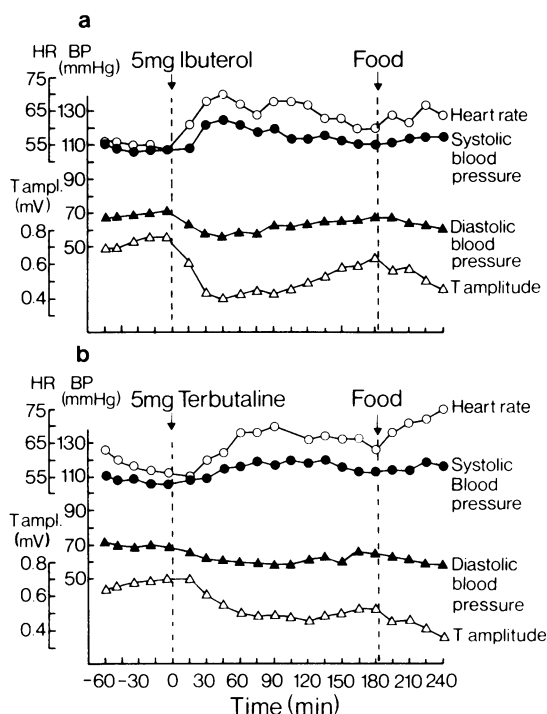 a
HR BP 5mg Ibuterol Food
(mmHg)
75
65 130
55 110
90
70
50
T ampl.
(mV)
0.8
0.6
0.4
Heart rate
Systolic
blood
pressure
Diastolic
blood
pressure
T amplitude
b
HR BP 5mg Terbutaline Food
(mmHg)
75
65 130
55 110
90
70
50
T ampl.
(mV)
0.8
0.6
0.4
Heart rate
Systolic
Blood
pressure
Diastolic
blood
pressure
T amplitude
-60 -30 0 30 60 90 120 150 180 210 240
Time (min)